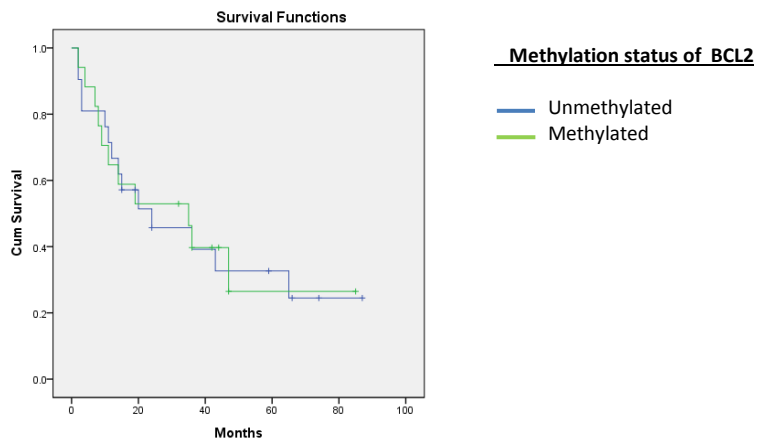 Survival Functions
Methylation status of BCL2
Unmethylated
Methylated
Cum Survival
1.0
0.8
0.6
0.4
0.2
0.0
0 20 40 60 80 100
Months